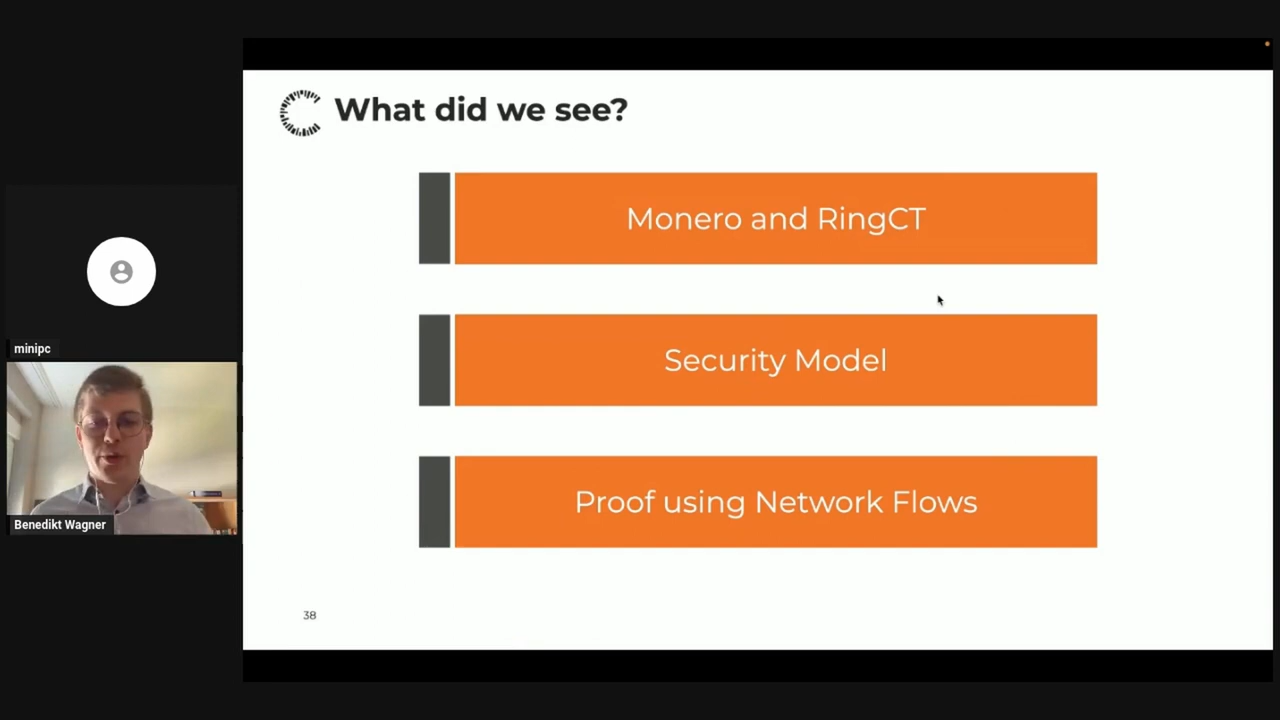 What did we see?
Monero and RingCT
Security Model
Proof using Network Flows
38
minipc
Benedikt Wagner